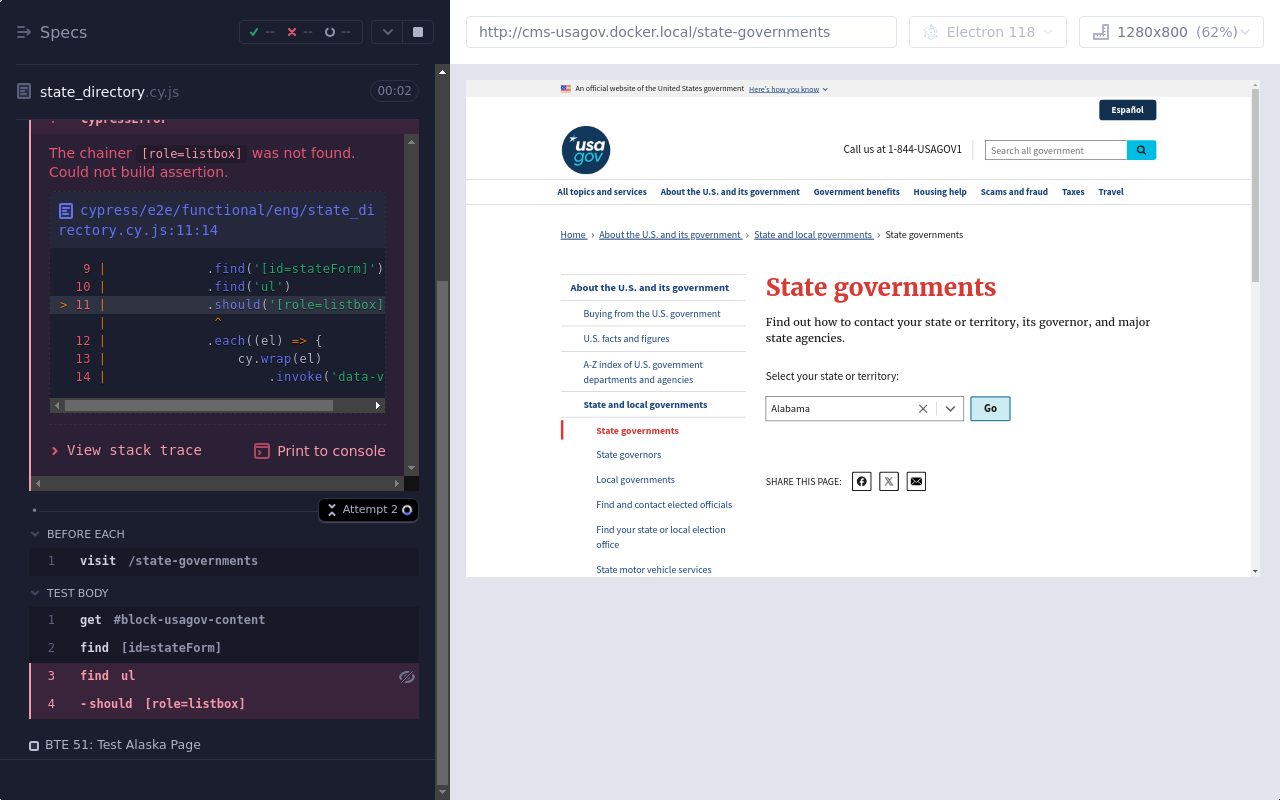 Specs
--
--
--
state_directory.cy.js
00:02
CypressError
The chainer [role=listbox] was not found.
Could not build assertion.
cypress/e2e/functional/eng/state_di
rectory.cy.js:11:14
9 | .find('[id=stateForm]')
10 | .find('ul')
> 11 | .should('[role=listbox]
| ^
12 | .each((el) => {
13 | cy.wrap(el)
14 | .invoke('data-v
View stack trace
Print to console
Attempt 2
BEFORE EACH
1 visit /state-governments
TEST BODY
1 get #block-usagov-content
2 find [id=stateForm]
3 find ul
4 -should [role=listbox]
BTE 51: Test Alaska Page
http://cms-usagov.docker.local/state-governments
Electron 118
1280x800 (62%)
An official website of the United States government Here's how you know
Español
usa
gov
Call us at 1-844-USAGOV1
Search all government
All topics and services
About the U.S. and its government
Government benefits
Housing help
Scams and fraud
Taxes
Travel
Home › About the U.S. and its government › State and local governments › State governments
About the U.S. and its government
Buying from the U.S. government
U.S. facts and figures
A-Z index of U.S. government
departments and agencies
State and local governments
State governments
State governors
Local governments
Find and contact elected officials
Find your state or local election
office
State motor vehicle services
State governments
Find out how to contact your state or territory, its governor, and major
state agencies.
Select your state or territory:
Alabama
Go
SHARE THIS PAGE: